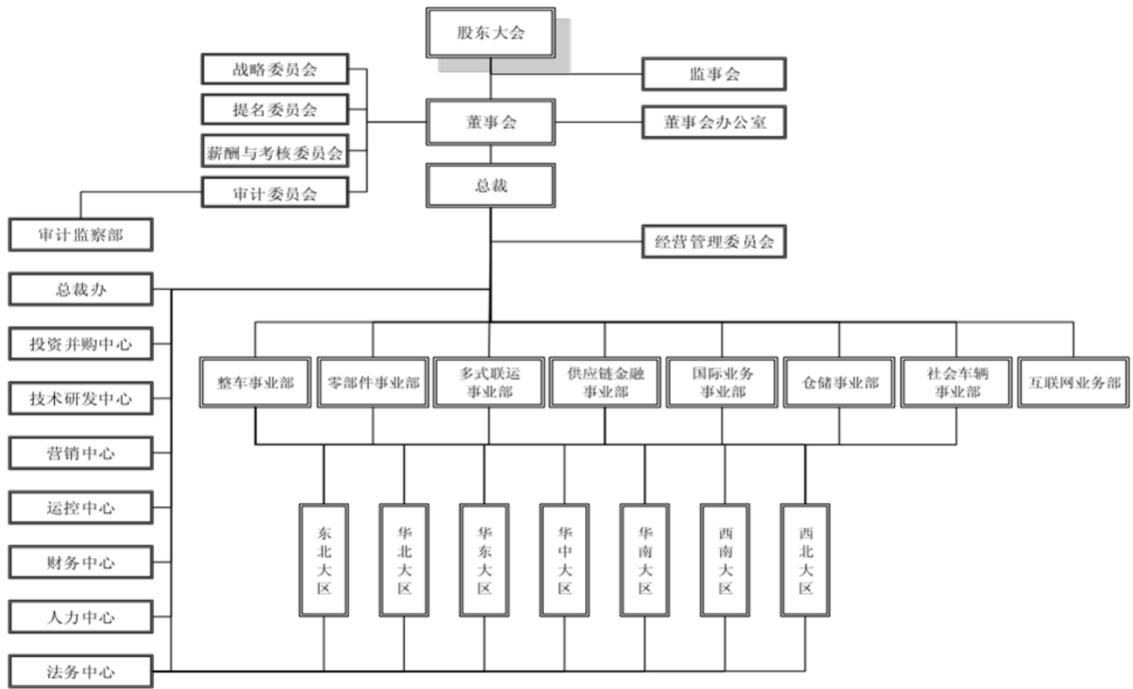 股东大会
战略委员会
监事会
提名委员会
董事会
董事会办公室
薪酬与考核委员会
总裁
审计委员会
审计监察部
经营管理委员会
总裁办
投资并购中心
技术研发中心
营销中心
运控中心
财务中心
人力中心
法务中心
整车事业部
零部件事业部
多式联运
事业部
供应链金融
事业部
国际业务
事业部
仓储事业部
社会车辆
事业部
互联网业务部
东北大区
华北大区
华东大区
华中大区
华南大区
西南大区
西北大区